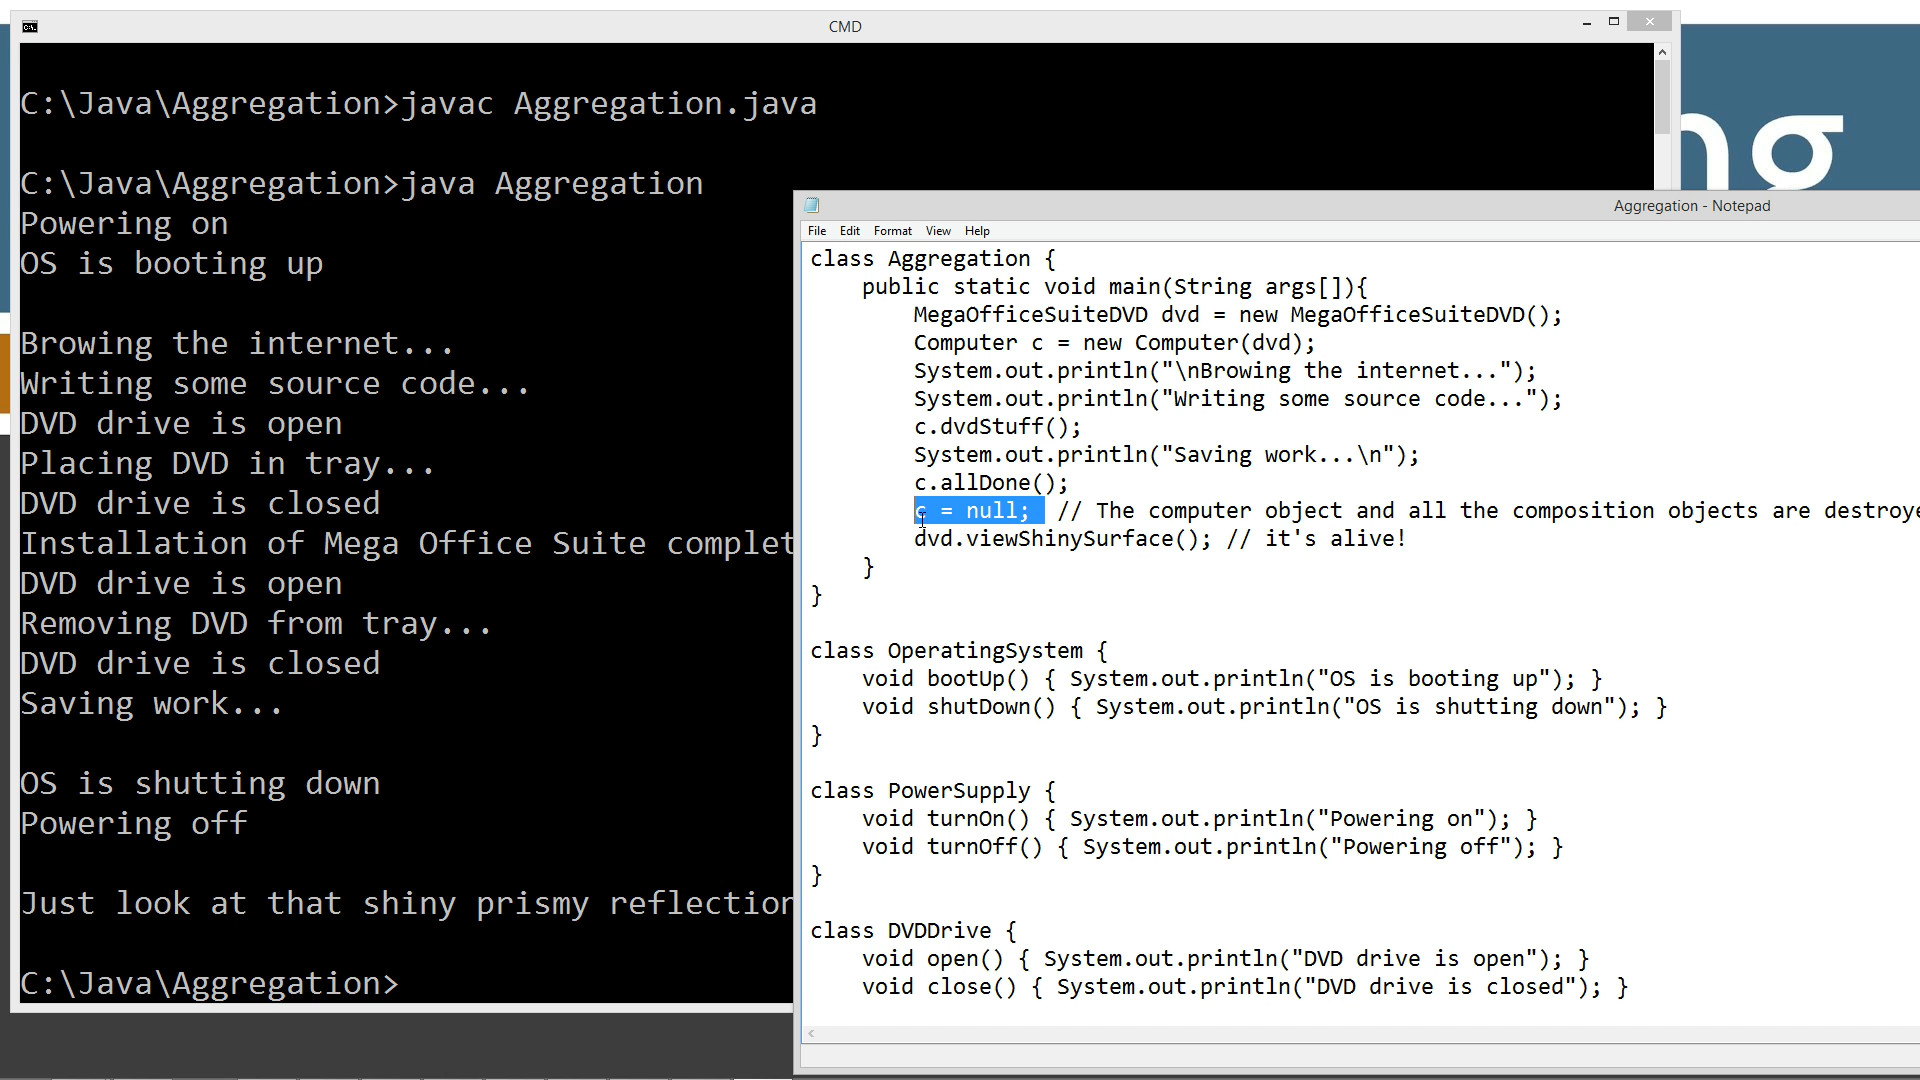 CMD
C:\Java\Aggregation>javac Aggregation.java
C:\Java\Aggregation>java Aggregation
Powering on
OS is booting up
Browing the internet...
Writing some source code...
DVD drive is open
Placing DVD in tray...
DVD drive is closed
Installation of Mega Office Suite complet
DVD drive is open
Removing DVD from tray...
DVD drive is closed
Saving work...
OS is shutting down
Powering off
Just look at that shiny prismy reflection
C:\Java\Aggregation>
ng
Aggregation - Notepad
File Edit Format View Help
class Aggregation {
public static void main(String args[]){
MegaOfficeSuiteDVD dvd = new MegaOfficeSuiteDVD();
Computer c = new Computer(dvd);
System.out.println("\nBrowing the internet...");
System.out.println("Writing some source code...");
c.dvdStuff();
System.out.println("Saving work...\n");
c.allDone();
c = null; // The computer object and all the composition objects are destroye
dvd.viewShinySurface(); // it's alive!
}
}
class OperatingSystem {
void bootUp() { System.out.println("OS is booting up"); }
void shutDown() { System.out.println("OS is shutting down"); }
}
class PowerSupply {
void turnOn() { System.out.println("Powering on"); }
void turnOff() { System.out.println("Powering off"); }
}
class DVDDrive {
void open() { System.out.println("DVD drive is open"); }
void close() { System.out.println("DVD drive is closed"); }